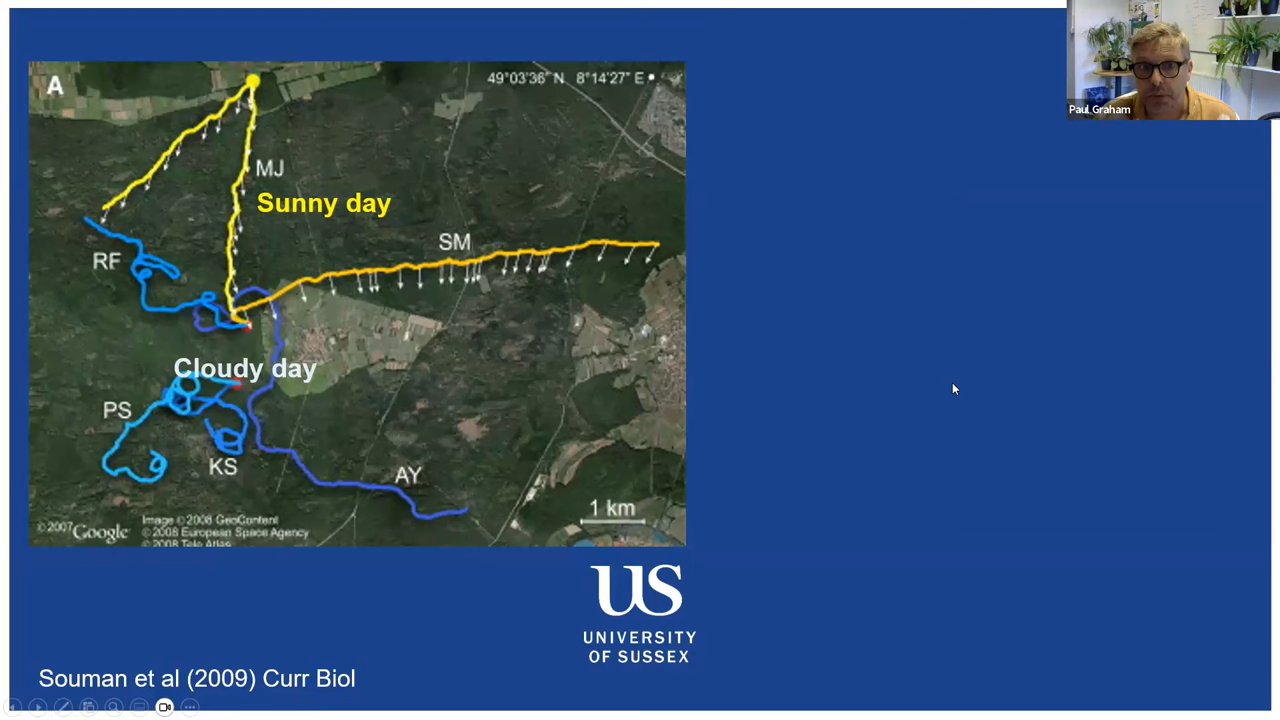 A
49°03'36" N 8°14'27" E
Paul Graham
MJ
Sunny day
SM
RF
Cloudy day
PS
KS
AY
1 km
©2007 Google
Image © 2008 GeoContent
© 2008 European Space Agency
© 2008 Tele Atlas
US
UNIVERSITY
OF SUSSEX
Souman et al (2009) Curr Biol